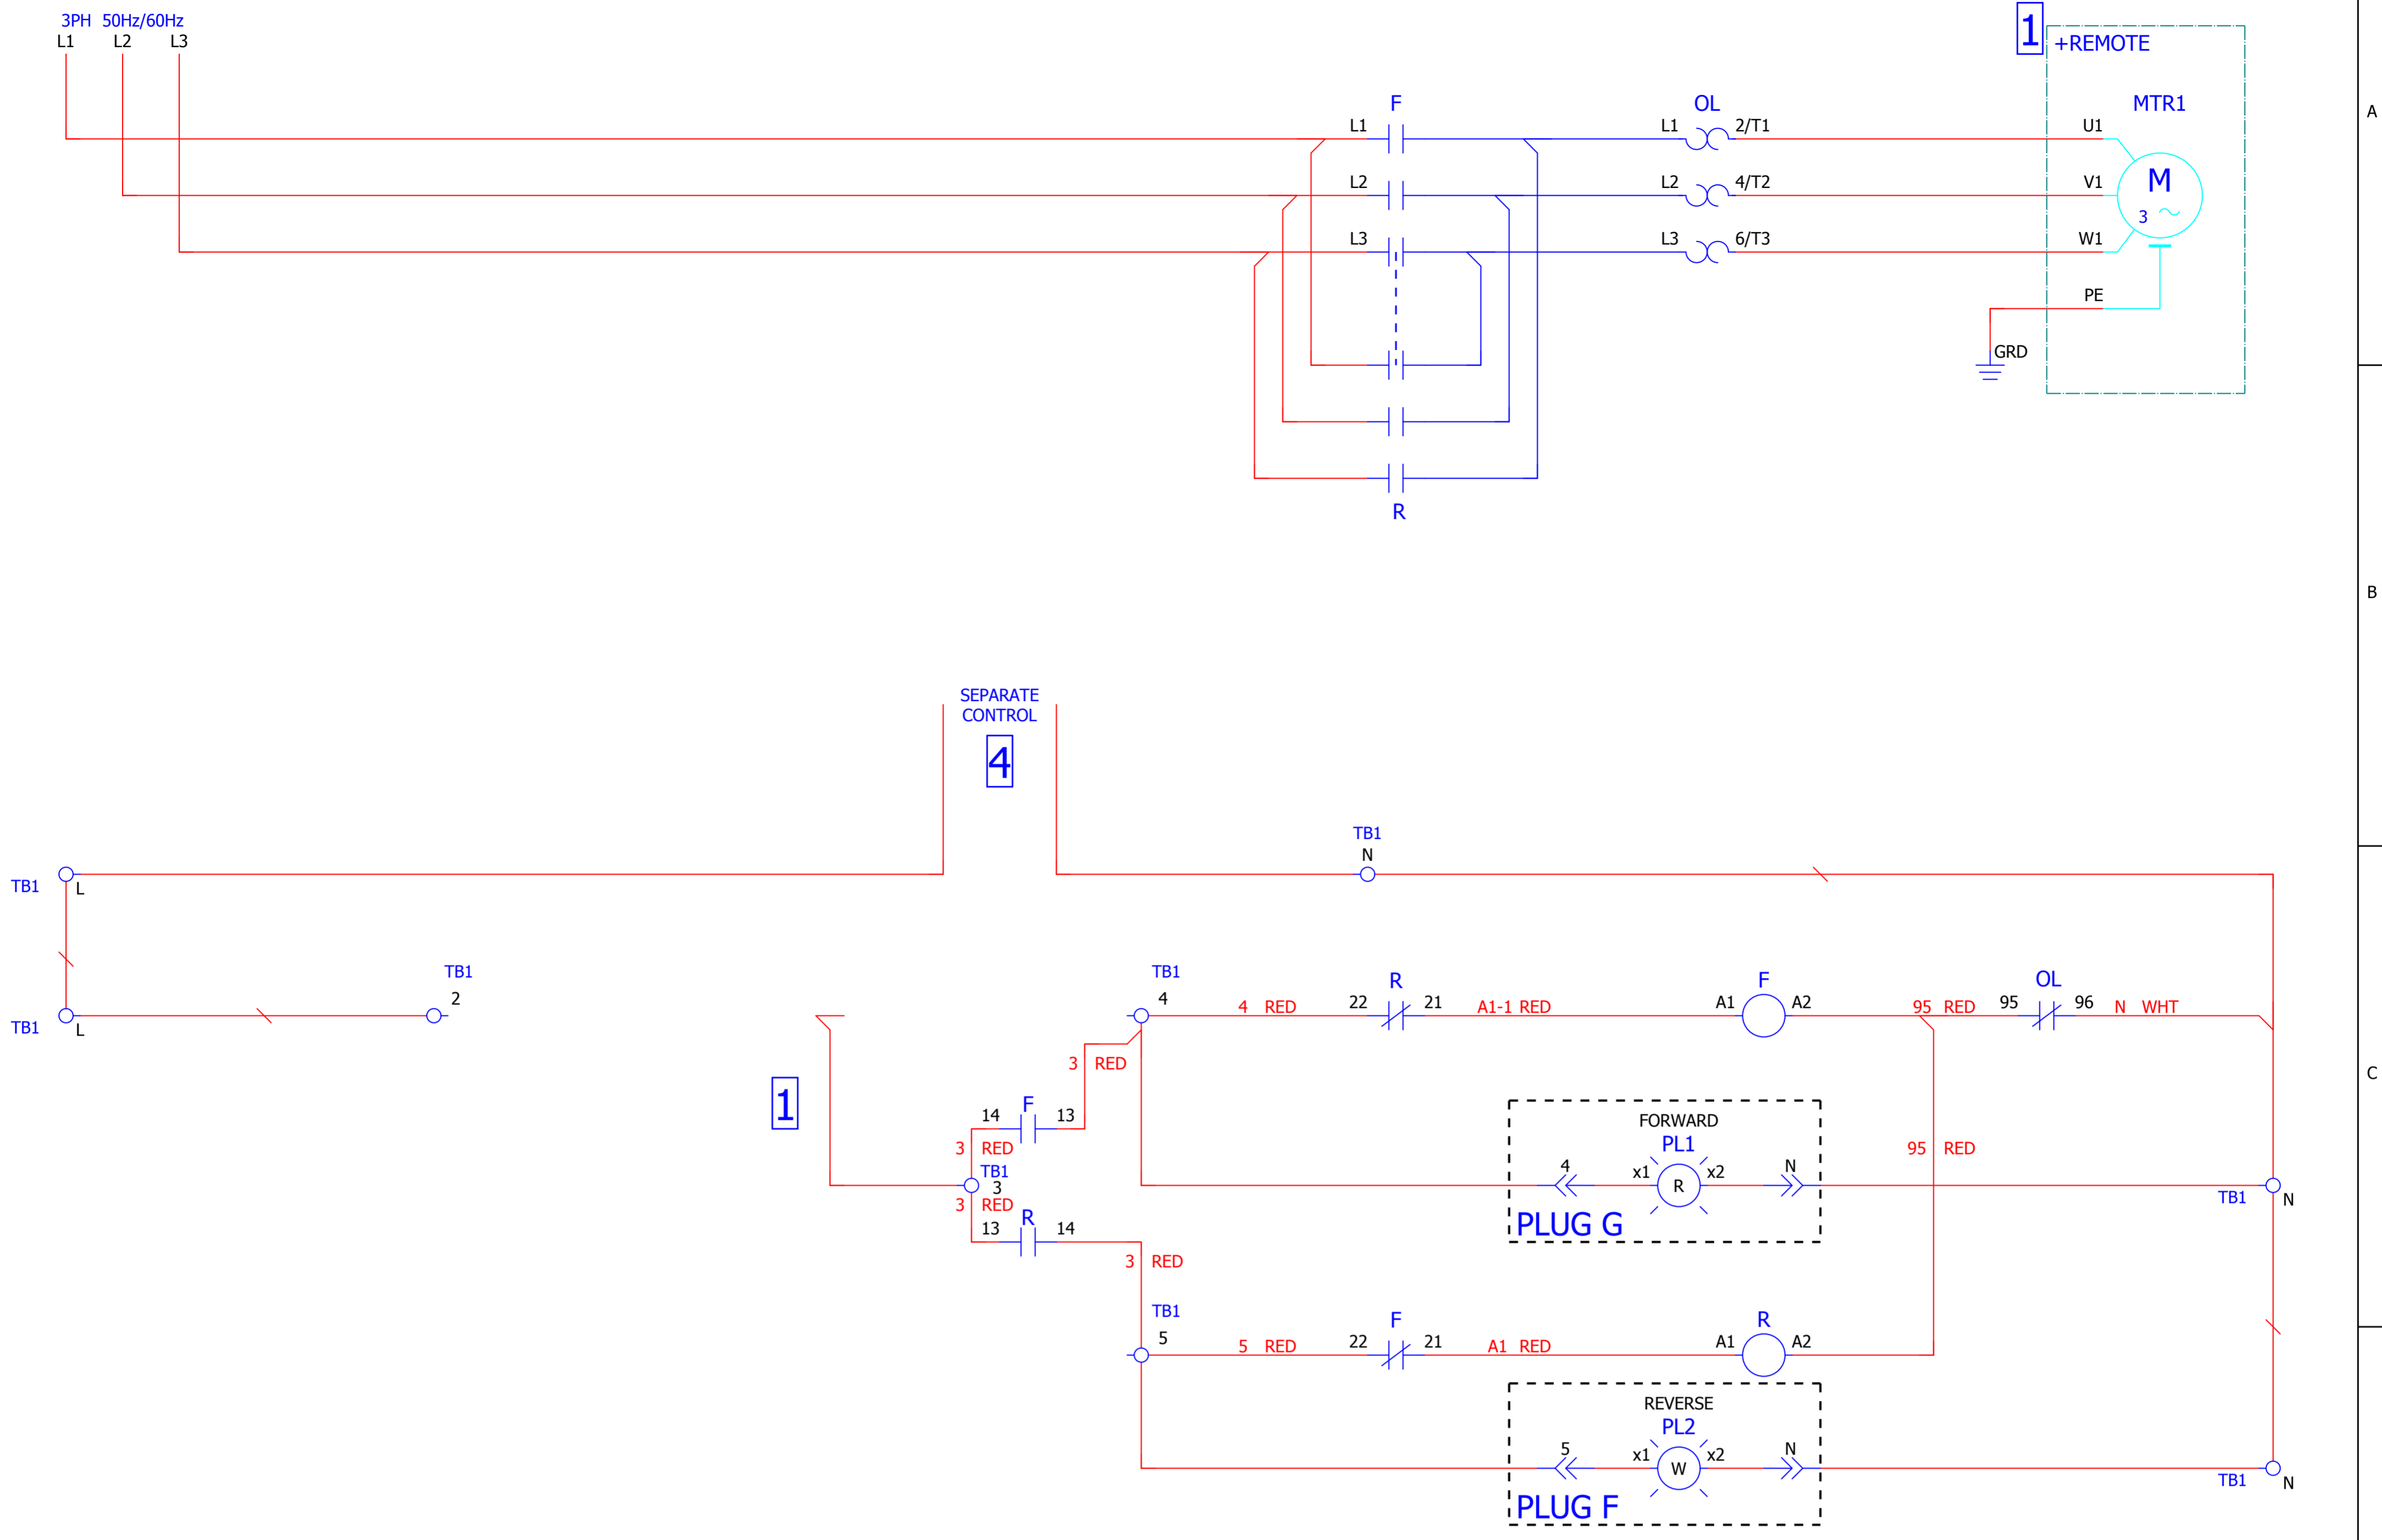 3PH 50Hz/60Hz
L1 L2 L3
1
+REMOTE
A
F OL MTR1
L1 L1 2/T1 U1
L2 L2 4/T2 V1
M
3
L3 L3 6/T3 W1
PE
GRD
R
B
SEPARATE
CONTROL
4
TB1
N
TB1 L
TB1
2
TB1
4
R
F
OL
4 RED 22 21 A1-1 RED A1 A2 95 RED 95 96 N WHT
TB1 L
3 RED
C
1
F
14 13
3 RED
TB1
3
3 RED
R
13 14
3 RED
FORWARD
PL1
4 x1 R x2 N
PLUG G
95 RED
TB1 N
TB1
5
F
R
5 RED 22 21 A1 RED A1 A2
REVERSE
PL2
5 x1 W x2 N
PLUG F
TB1 N